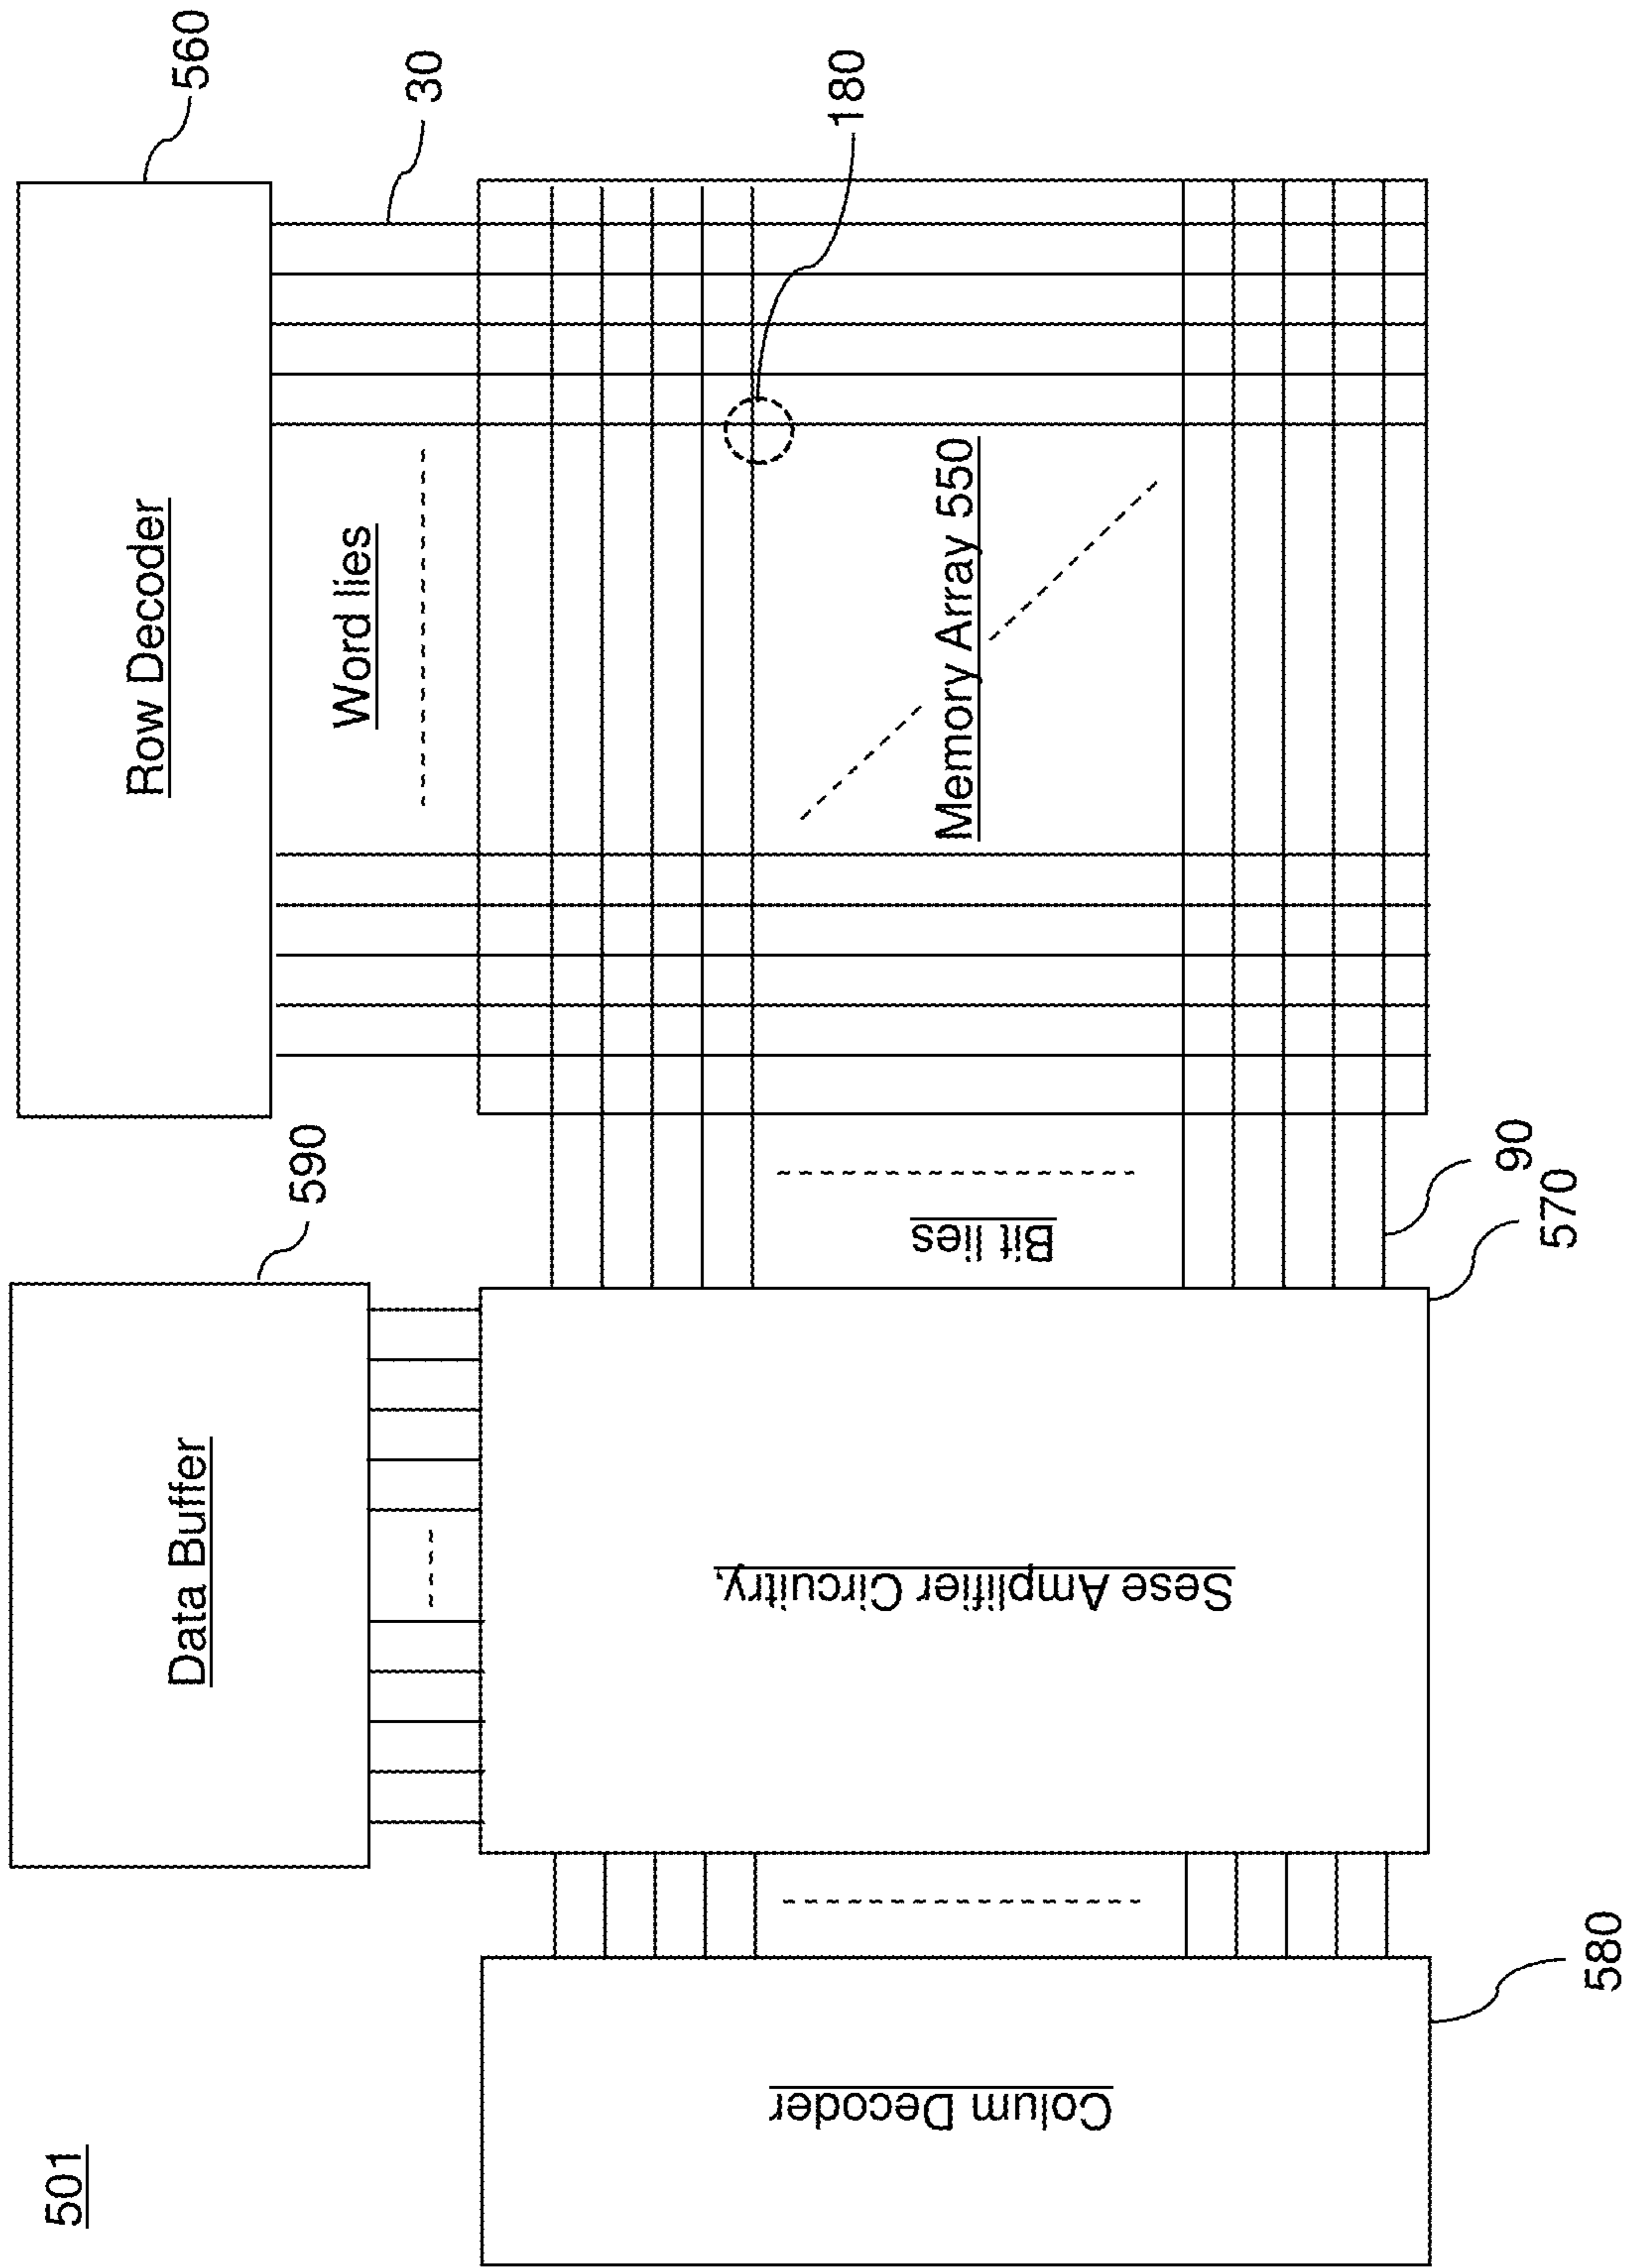 501
Data Buffer
Row Decoder
560
590
Word lies
30
180
Colum Decoder
Sese Amplifier Circuitry,
Bit lies
Memory Array 550
90
570
580